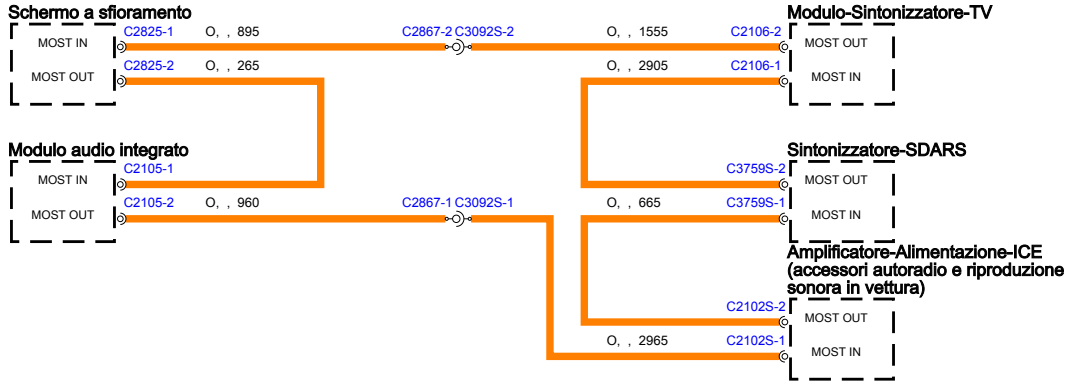 Schermo a sfioramento
MOST IN
C2825-1
O, , 895
C2867-2 C3092S-2
O, , 1555
C2106-2
Modulo-Sintonizzatore-TV
MOST OUT
MOST OUT
C2825-2
O, , 265
O, , 2905
C2106-1
MOST IN
Modulo audio integrato
MOST IN
C2105-1
C3759S-2
Sintonizzatore-SDARS
MOST OUT
MOST OUT
C2105-2
O, , 960
C2867-1 C3092S-1
O, , 665
C3759S-1
MOST IN
Amplificatore-Alimentazione-ICE
(accessori autoradio e riproduzione
sonora in vettura)
C2102S-2
MOST OUT
O, , 2965
C2102S-1
MOST IN